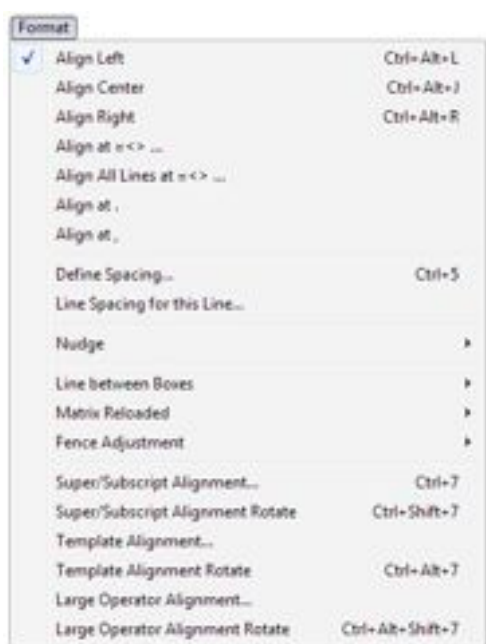 Format
Align Left Ctrl+Alt+L
Align Center Ctrl+Alt+J
Align Right Ctrl+Alt+R
Align at =<> ...
Align All Lines at =<> ...
Align at .
Align at ,
Define Spacing... Ctrl+5
Line Spacing for this Line...
Nudge
Line between Boxes
Matrix Reloaded
Fence Adjustment
Super/Subscript Alignment... Ctrl+7
Super/Subscript Alignment Rotate Ctrl+Shift+7
Template Alignment...
Template Alignment Rotate Ctrl+Alt+7
Large Operator Alignment...
Large Operator Alignment Rotate Ctrl+Alt+Shift+7